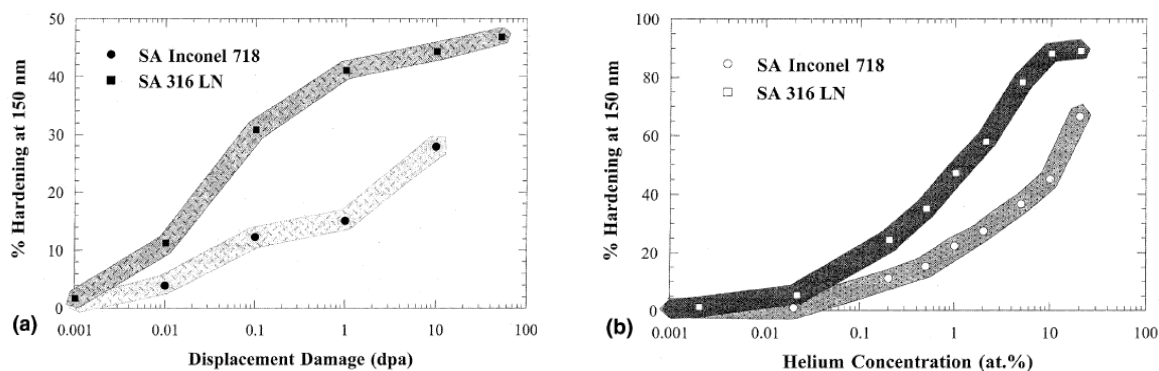 50
40
30
20
10
0
% Hardening at 150 nm
SA Inconel 718
SA 316 LN
0.001 0.01 0.1 1 10 100
Displacement Damage (dpa)
(a)
100
80
60
40
20
0
% Hardening at 150 nm
SA Inconel 718
SA 316 LN
0.001 0.01 0.1 1 10 100
Helium Concentration (at.%)
(b)